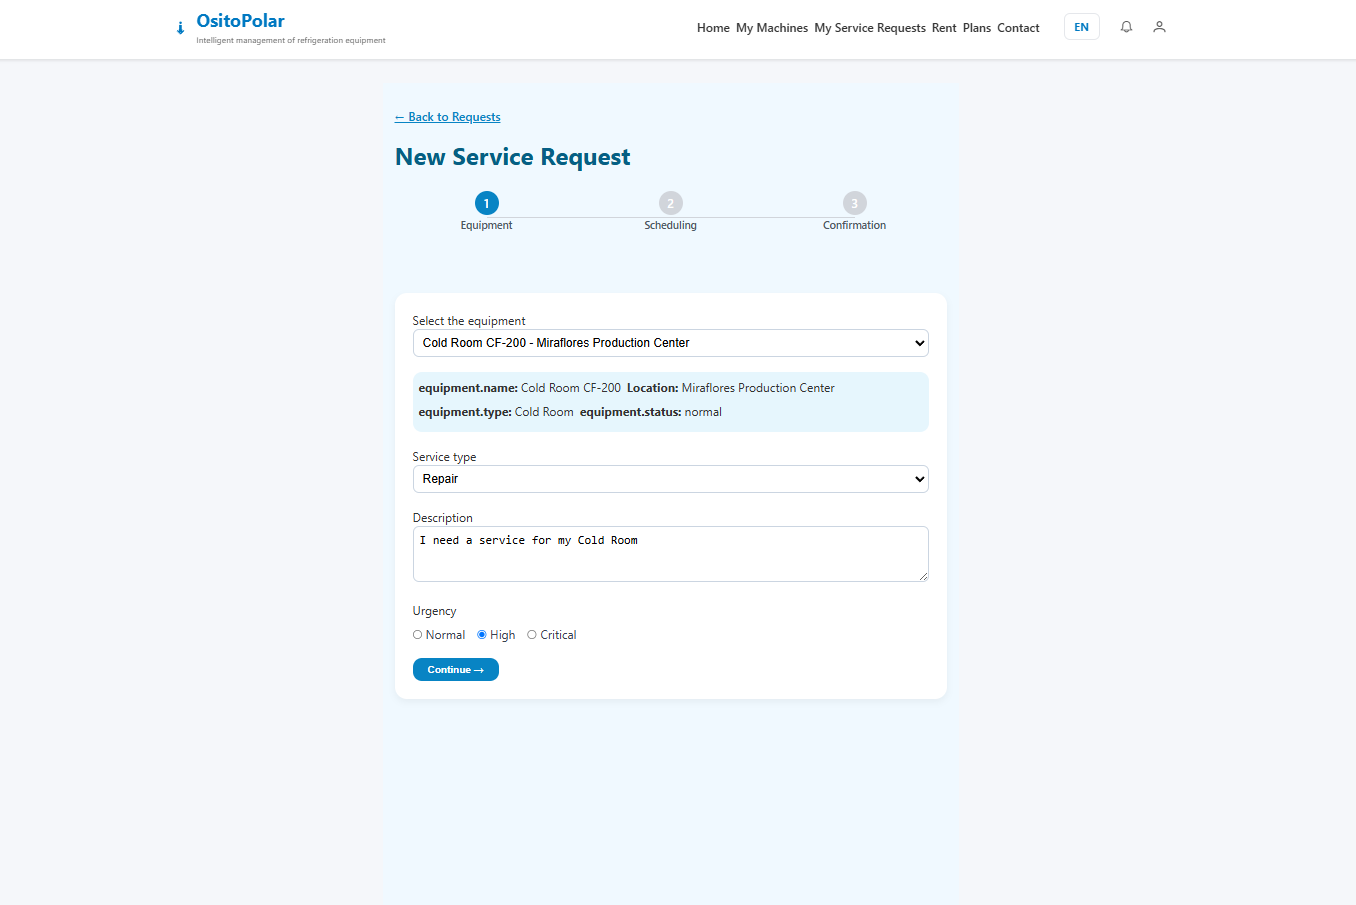 OsitoPolar
Intelligent management of refrigeration equipment
Home My Machines My Service Requests Rent Plans Contact EN
← Back to Requests
New Service Request
1 2 3
Equipment Scheduling Confirmation
Select the equipment
Cold Room CF-200 - Miraflores Production Center
equipment.name: Cold Room CF-200 Location: Miraflores Production Center
equipment.type: Cold Room equipment.status: normal
Service type
Repair
Description
I need a service for my Cold Room
Urgency
Normal High Critical
Continue →